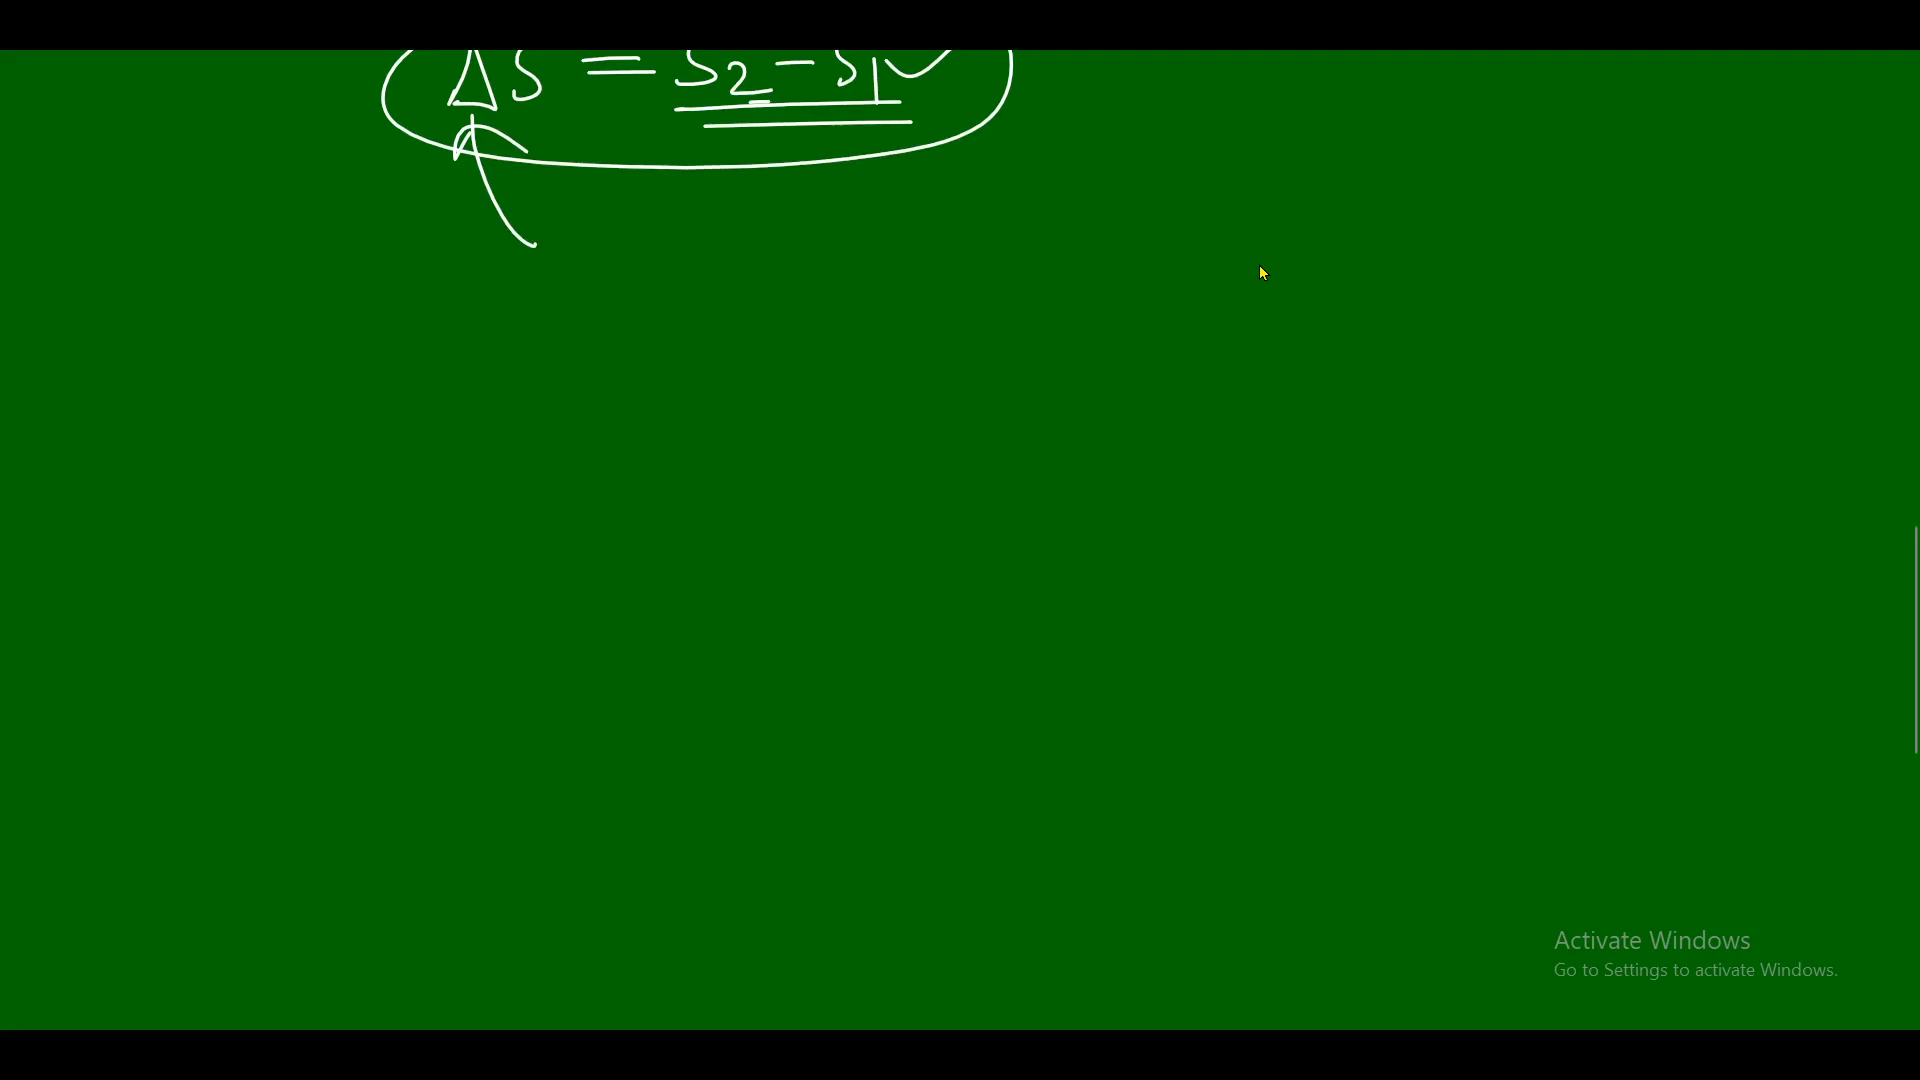 ΔS = S2 - S1
Activate Windows
Go to Settings to activate Windows.